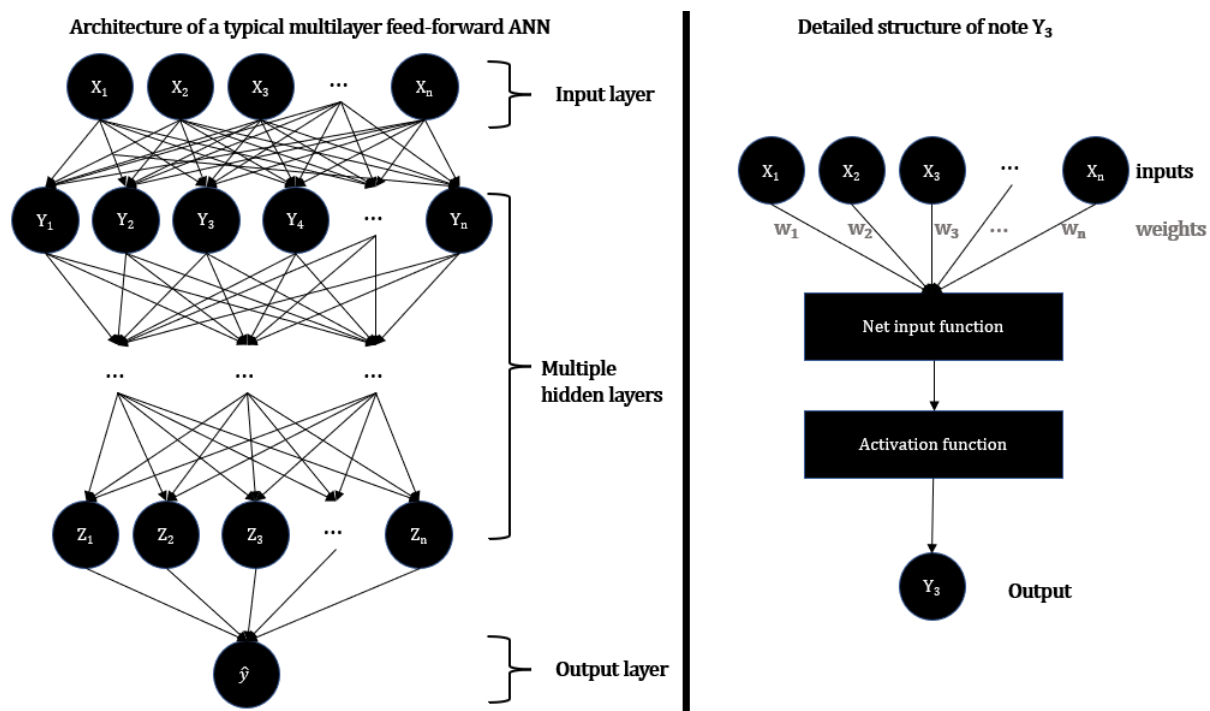 Architecture of a typical multilayer feed-forward ANN
X₁ X₂ X₃ ... Xₙ
Input layer
Y₁ Y₂ Y₃ Y₄ ... Yₙ
... ... ...
Multiple
hidden layers
Z₁ Z₂ Z₃ ... Zₙ
ŷ
Output layer
Detailed structure of note Y₃
X₁ X₂ X₃ ... Xₙ inputs
w₁ w₂ w₃ ... wₙ weights
Net input function
Activation function
Y₃ Output